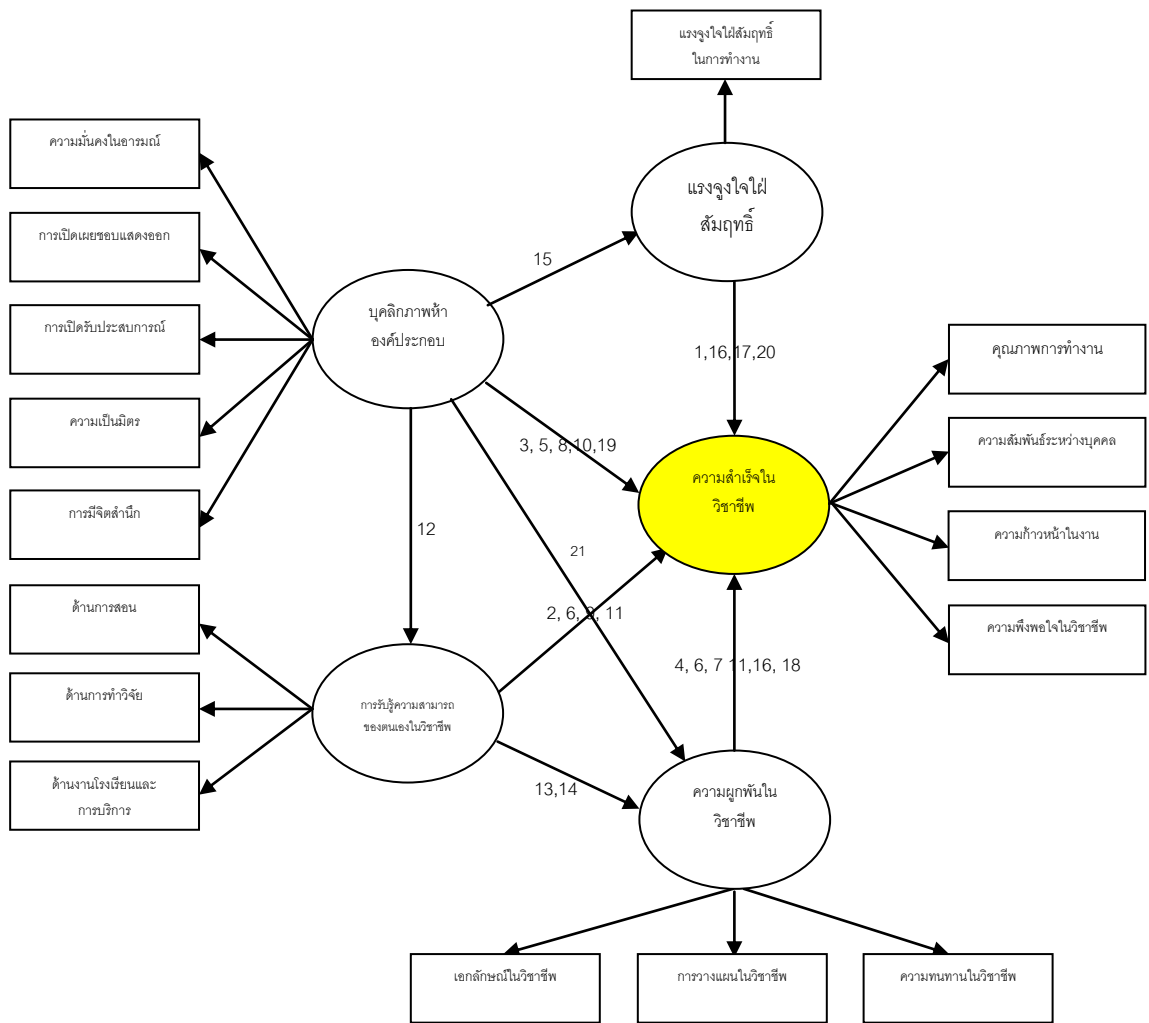 แรงจูงใจใฝ่สัมฤทธิ์
ในการทำงาน
ความมั่นคงในอารมณ์
แรงจูงใจใฝ่
สัมฤทธิ์
การเปิดเผยชอบแสดงออก
15
บุคลิกภาพห้า
องค์ประกอบ
การเปิดรับประสบการณ์
คุณภาพการทำงาน
1,16,17,20
ความเป็นมิตร
3, 5, 8,10,19
ความสัมพันธ์ระหว่างบุคคล
ความสำเร็จใน
วิชาชีพ
การมีจิตสำนึก
12
ความก้าวหน้าในงาน
21
ด้านการสอน
2, 6, 9, 11
ความพึงพอใจในวิชาชีพ
4, 6, 7 11,16, 18
ด้านการทำวิจัย
การรับรู้ความสามารถ
ของตนเองในวิชาชีพ
ด้านงานโรงเรียนและ
การบริการ
13,14
ความผูกพันใน
วิชาชีพ
เอกลักษณ์ในวิชาชีพ
การวางแผนในวิชาชีพ
ความทนทานในวิชาชีพ